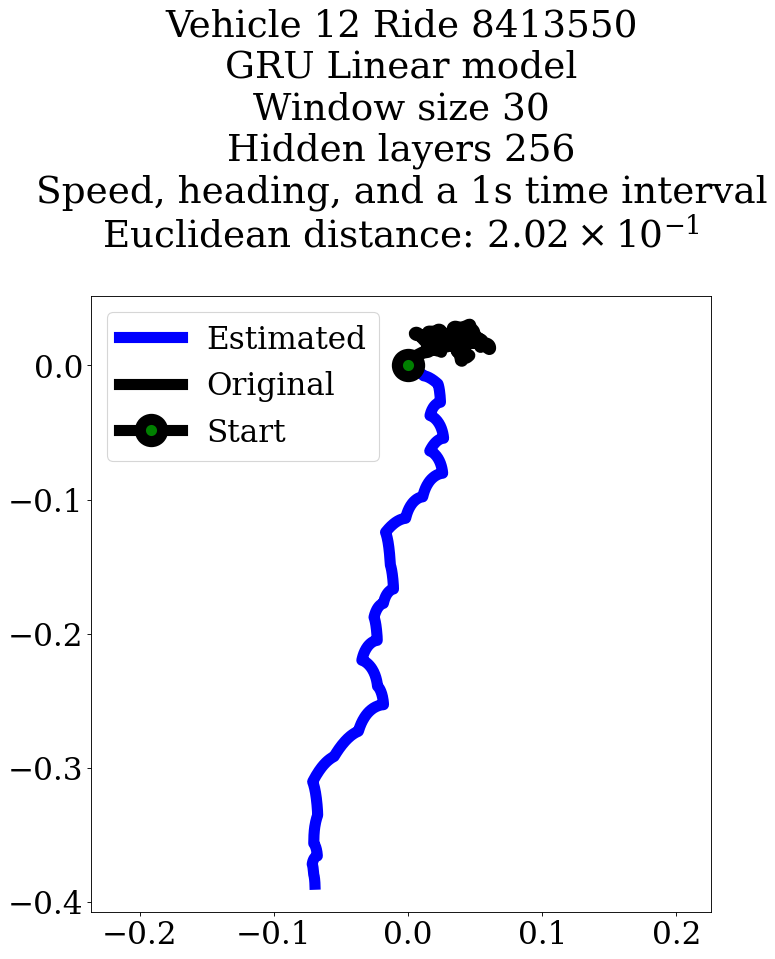 Vehicle 12 Ride 8413550
GRU Linear model
Window size 30
Hidden layers 256
Speed, heading, and a 1s time interval
Euclidean distance: 2.02 × 10⁻¹
Estimated
Original
Start
0.0
−0.1
−0.2
−0.3
−0.4
−0.2 −0.1 0.0 0.1 0.2